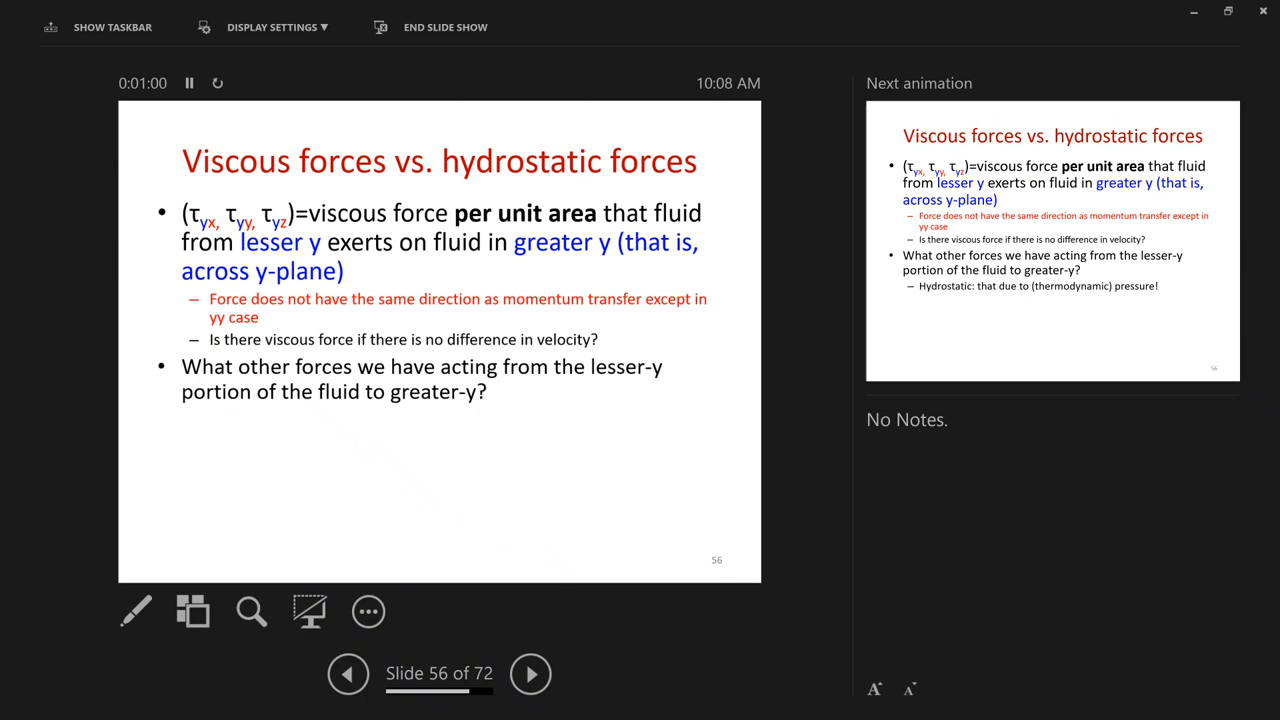 SHOW TASKBAR
DISPLAY SETTINGS ▼
END SLIDE SHOW
0:01:00
10:08 AM
Viscous forces vs. hydrostatic forces
• (τyx, τyy, τyz)=viscous force per unit area that fluid
from lesser y exerts on fluid in greater y (that is,
across y-plane)
– Force does not have the same direction as momentum transfer except in
yy case
– Is there viscous force if there is no difference in velocity?
• What other forces we have acting from the lesser-y
portion of the fluid to greater-y?
56
Slide 56 of 72
Next animation
Viscous forces vs. hydrostatic forces
• (τyx, τyy, τyz)=viscous force per unit area that fluid
from lesser y exerts on fluid in greater y (that is,
across y-plane)
– Force does not have the same direction as momentum transfer except in
yy case
– Is there viscous force if there is no difference in velocity?
• What other forces we have acting from the lesser-y
portion of the fluid to greater-y?
– Hydrostatic: that due to (thermodynamic) pressure!
56
No Notes.
A A